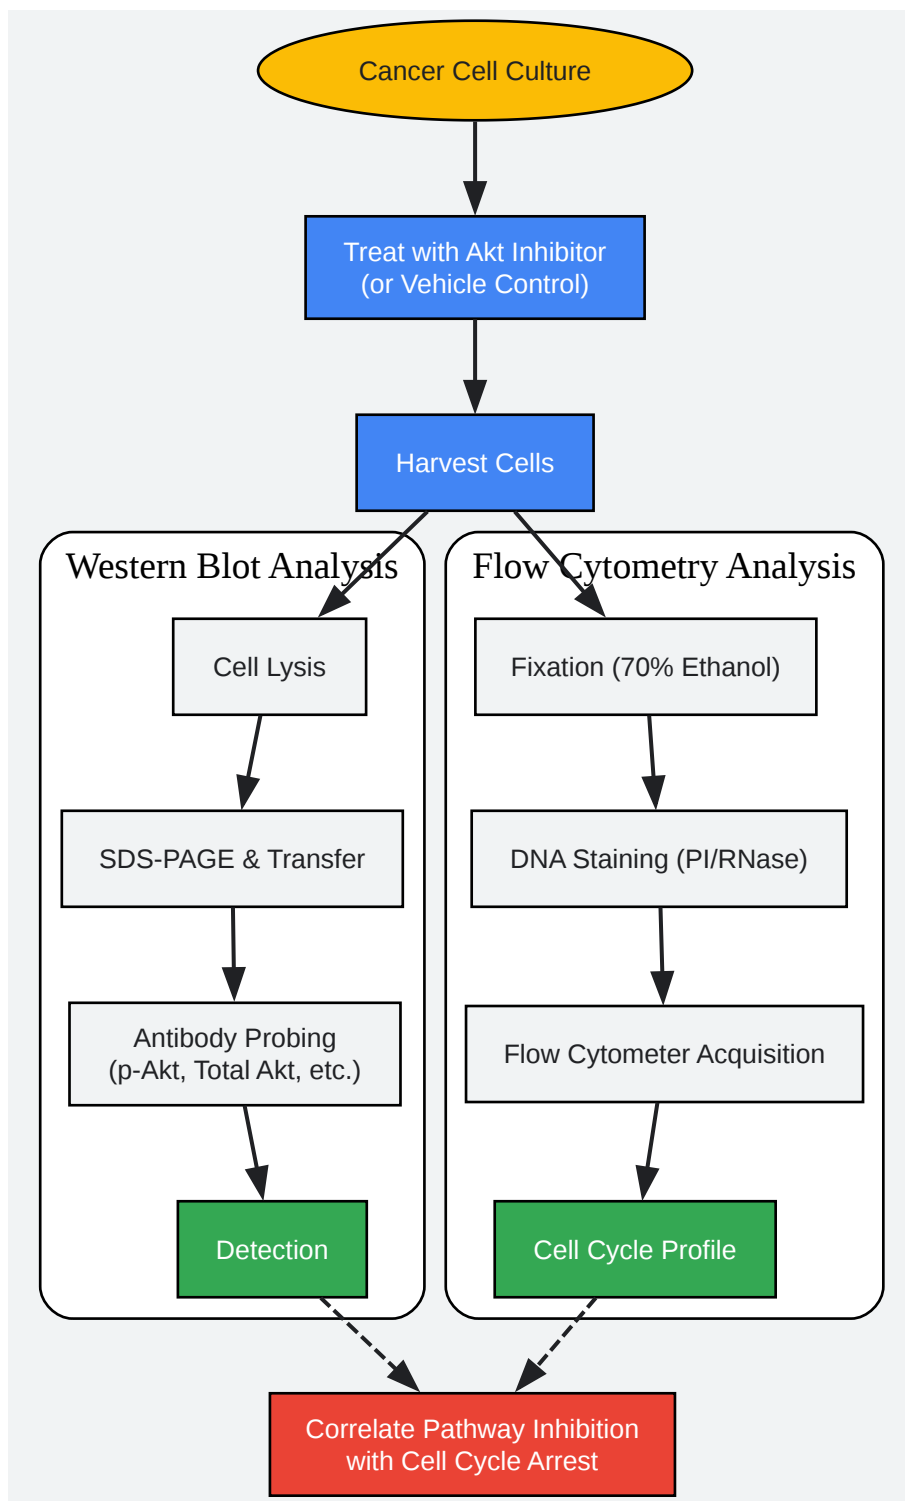 Cancer Cell Culture
Treat with Akt Inhibitor
(or Vehicle Control)
Harvest Cells
Western Blot Analysis
Cell Lysis
SDS-PAGE & Transfer
Antibody Probing
(p-Akt, Total Akt, etc.)
Detection
Flow Cytometry Analysis
Fixation (70% Ethanol)
DNA Staining (PI/RNase)
Flow Cytometer Acquisition
Cell Cycle Profile
Correlate Pathway Inhibition
with Cell Cycle Arrest